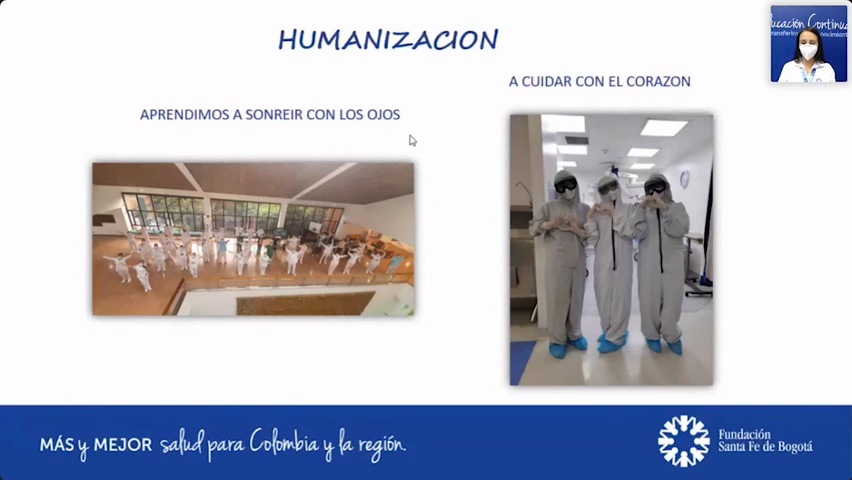 HUMANIZACION
A CUIDAR CON EL CORAZON
APRENDIMOS A SONREIR CON LOS OJOS
MÁS y MEJOR salud para Colombia y la región.
Fundación
Santa Fe de Bogotá